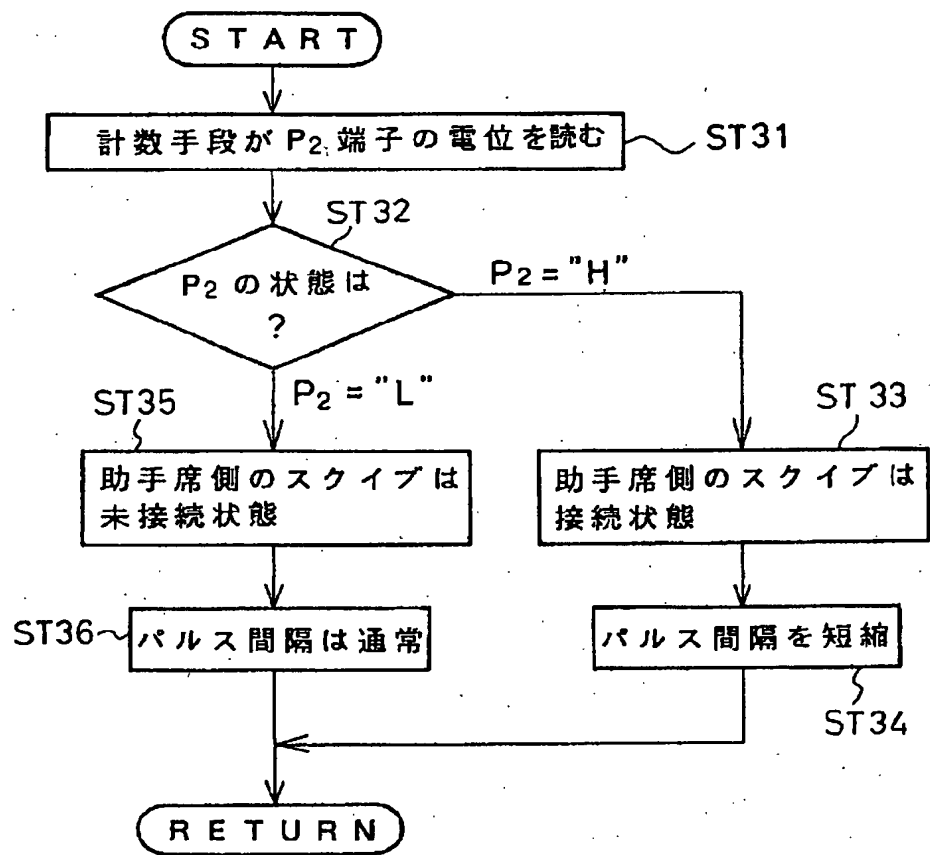 START
計数手段がP2端子の電位を読む
ST31
ST32
P2の状態は
?
P2="H"
P2="L"
ST35
ST33
助手席側のスクイブは
未接続状態
助手席側のスクイブは
接続状態
ST36
パルス間隔は通常
パルス間隔を短縮
ST34
RETURN